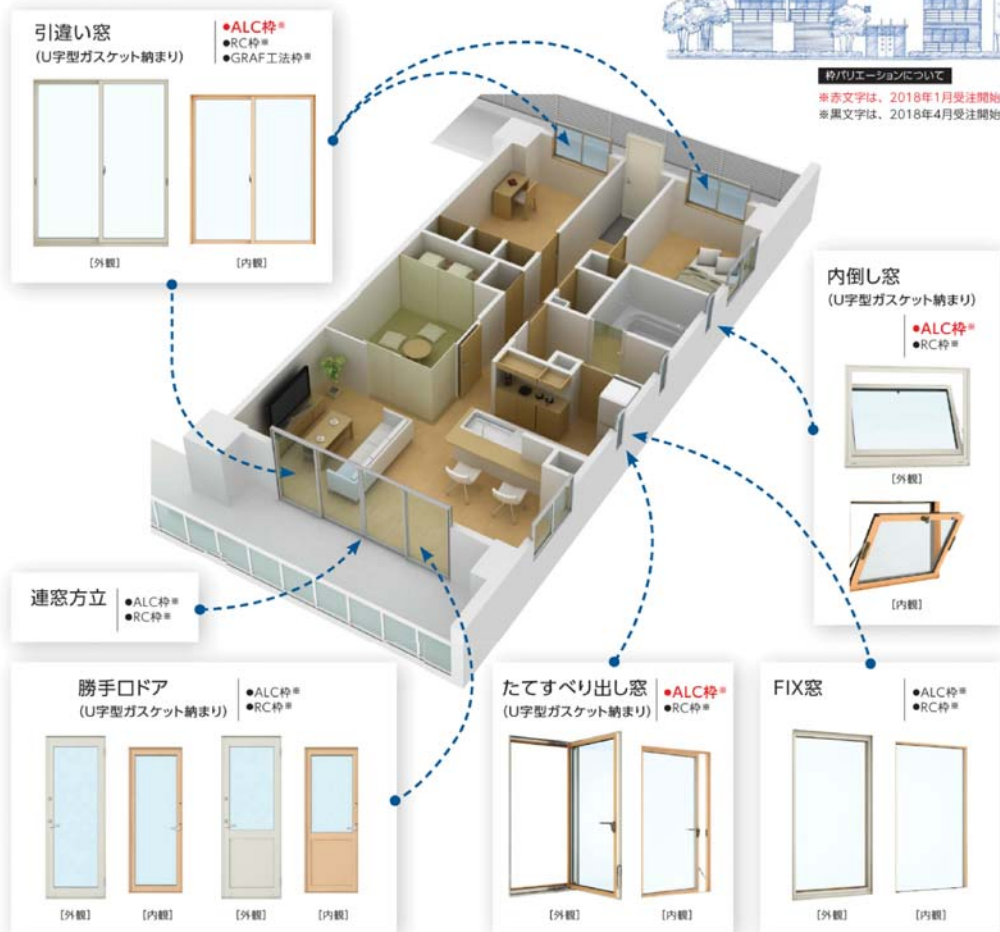 引違い窓
(U字型ガスケット納まり)
●ALC枠※
●RC枠※
●GRAF工法枠※
[外観]
[内観]
枠バリエーションについて
※赤文字は、2018年1月受注開始
※黒文字は、2018年4月受注開始
内倒し窓
(U字型ガスケット納まり)
●ALC枠※
●RC枠※
[外観]
[内観]
連窓方立
●ALC枠※
●RC枠※
勝手口ドア
(U字型ガスケット納まり)
●ALC枠※
●RC枠※
[外観]
[内観]
[外観]
[内観]
たてすべり出し窓
(U字型ガスケット納まり)
●ALC枠※
●RC枠※
[外観]
[内観]
FIX窓
●ALC枠※
●RC枠※
[外観]
[内観]